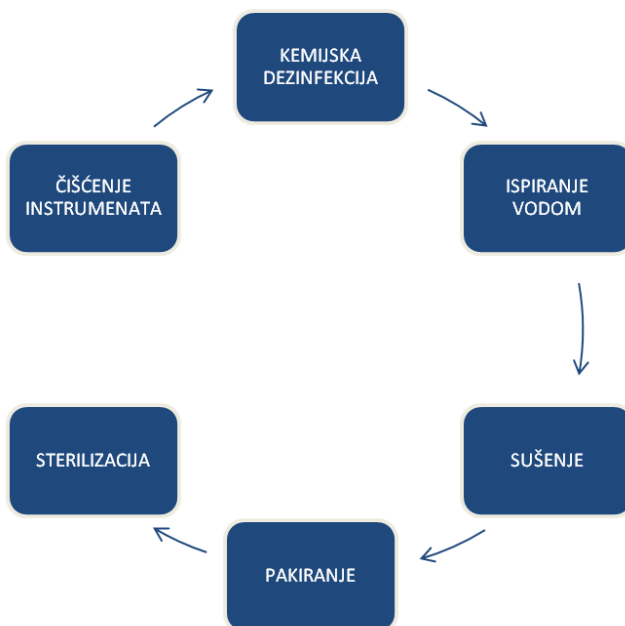 KEMIJSKA
DEZINFEKCIJA
ČIŠĆENJE
INSTRUMENATA
ISPIRANJE
VODOM
STERILIZACIJA
SUŠENJE
PAKIRANJE